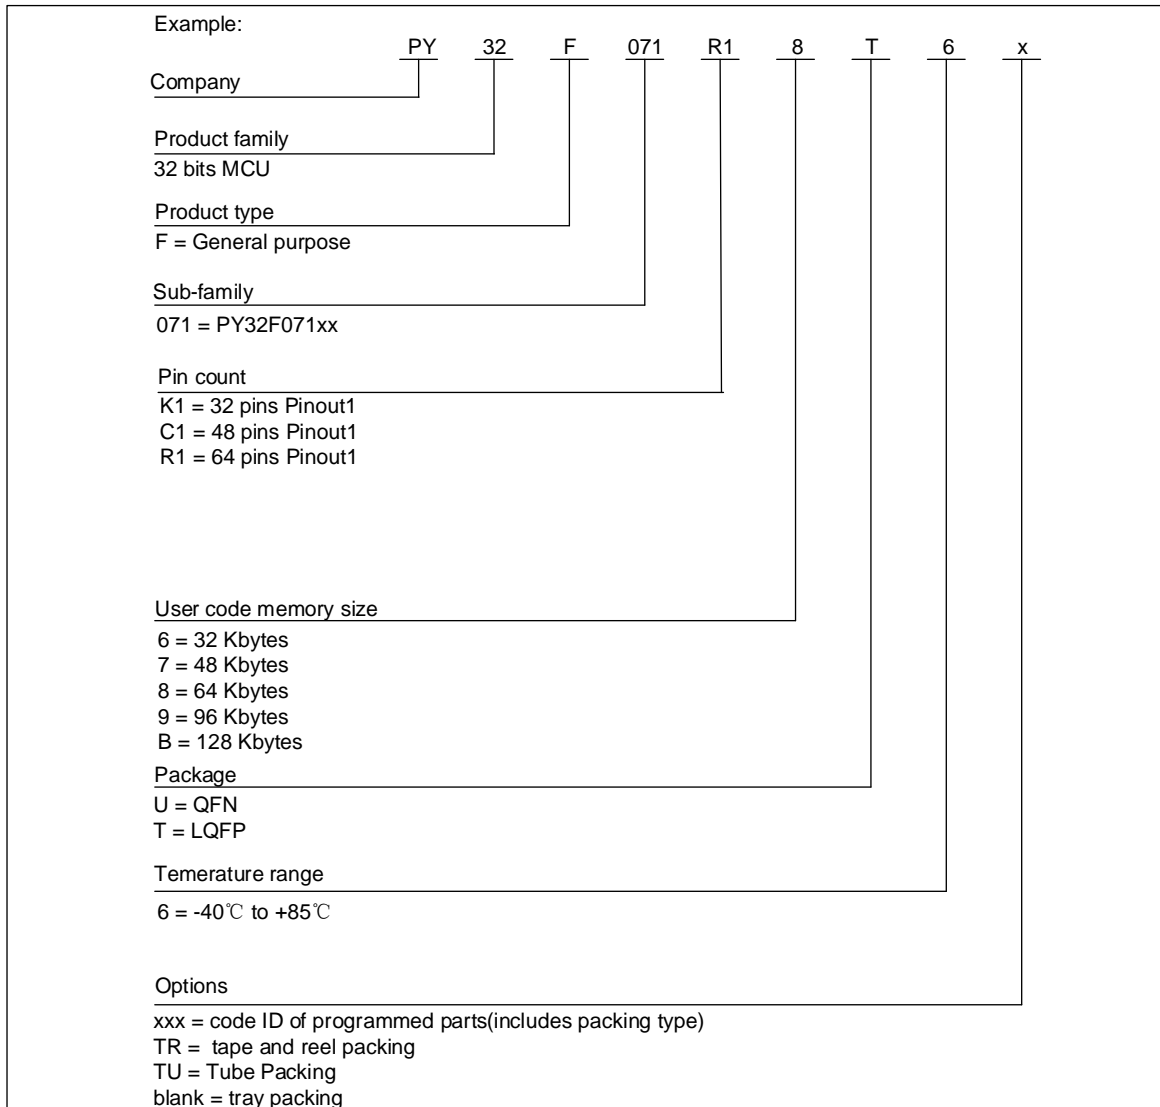 Example:
PY 32 F 071 R1 8 T 6 x
Company
Product family
32 bits MCU
Product type
F = General purpose
Sub-family
071 = PY32F071xx
Pin count
K1 = 32 pins Pinout1
C1 = 48 pins Pinout1
R1 = 64 pins Pinout1
User code memory size
6 = 32 Kbytes
7 = 48 Kbytes
8 = 64 Kbytes
9 = 96 Kbytes
B = 128 Kbytes
Package
U = QFN
T = LQFP
Temerature range
6 = -40℃ to +85℃
Options
xxx = code ID of programmed parts(includes packing type)
TR = tape and reel packing
TU = Tube Packing
blank = tray packing